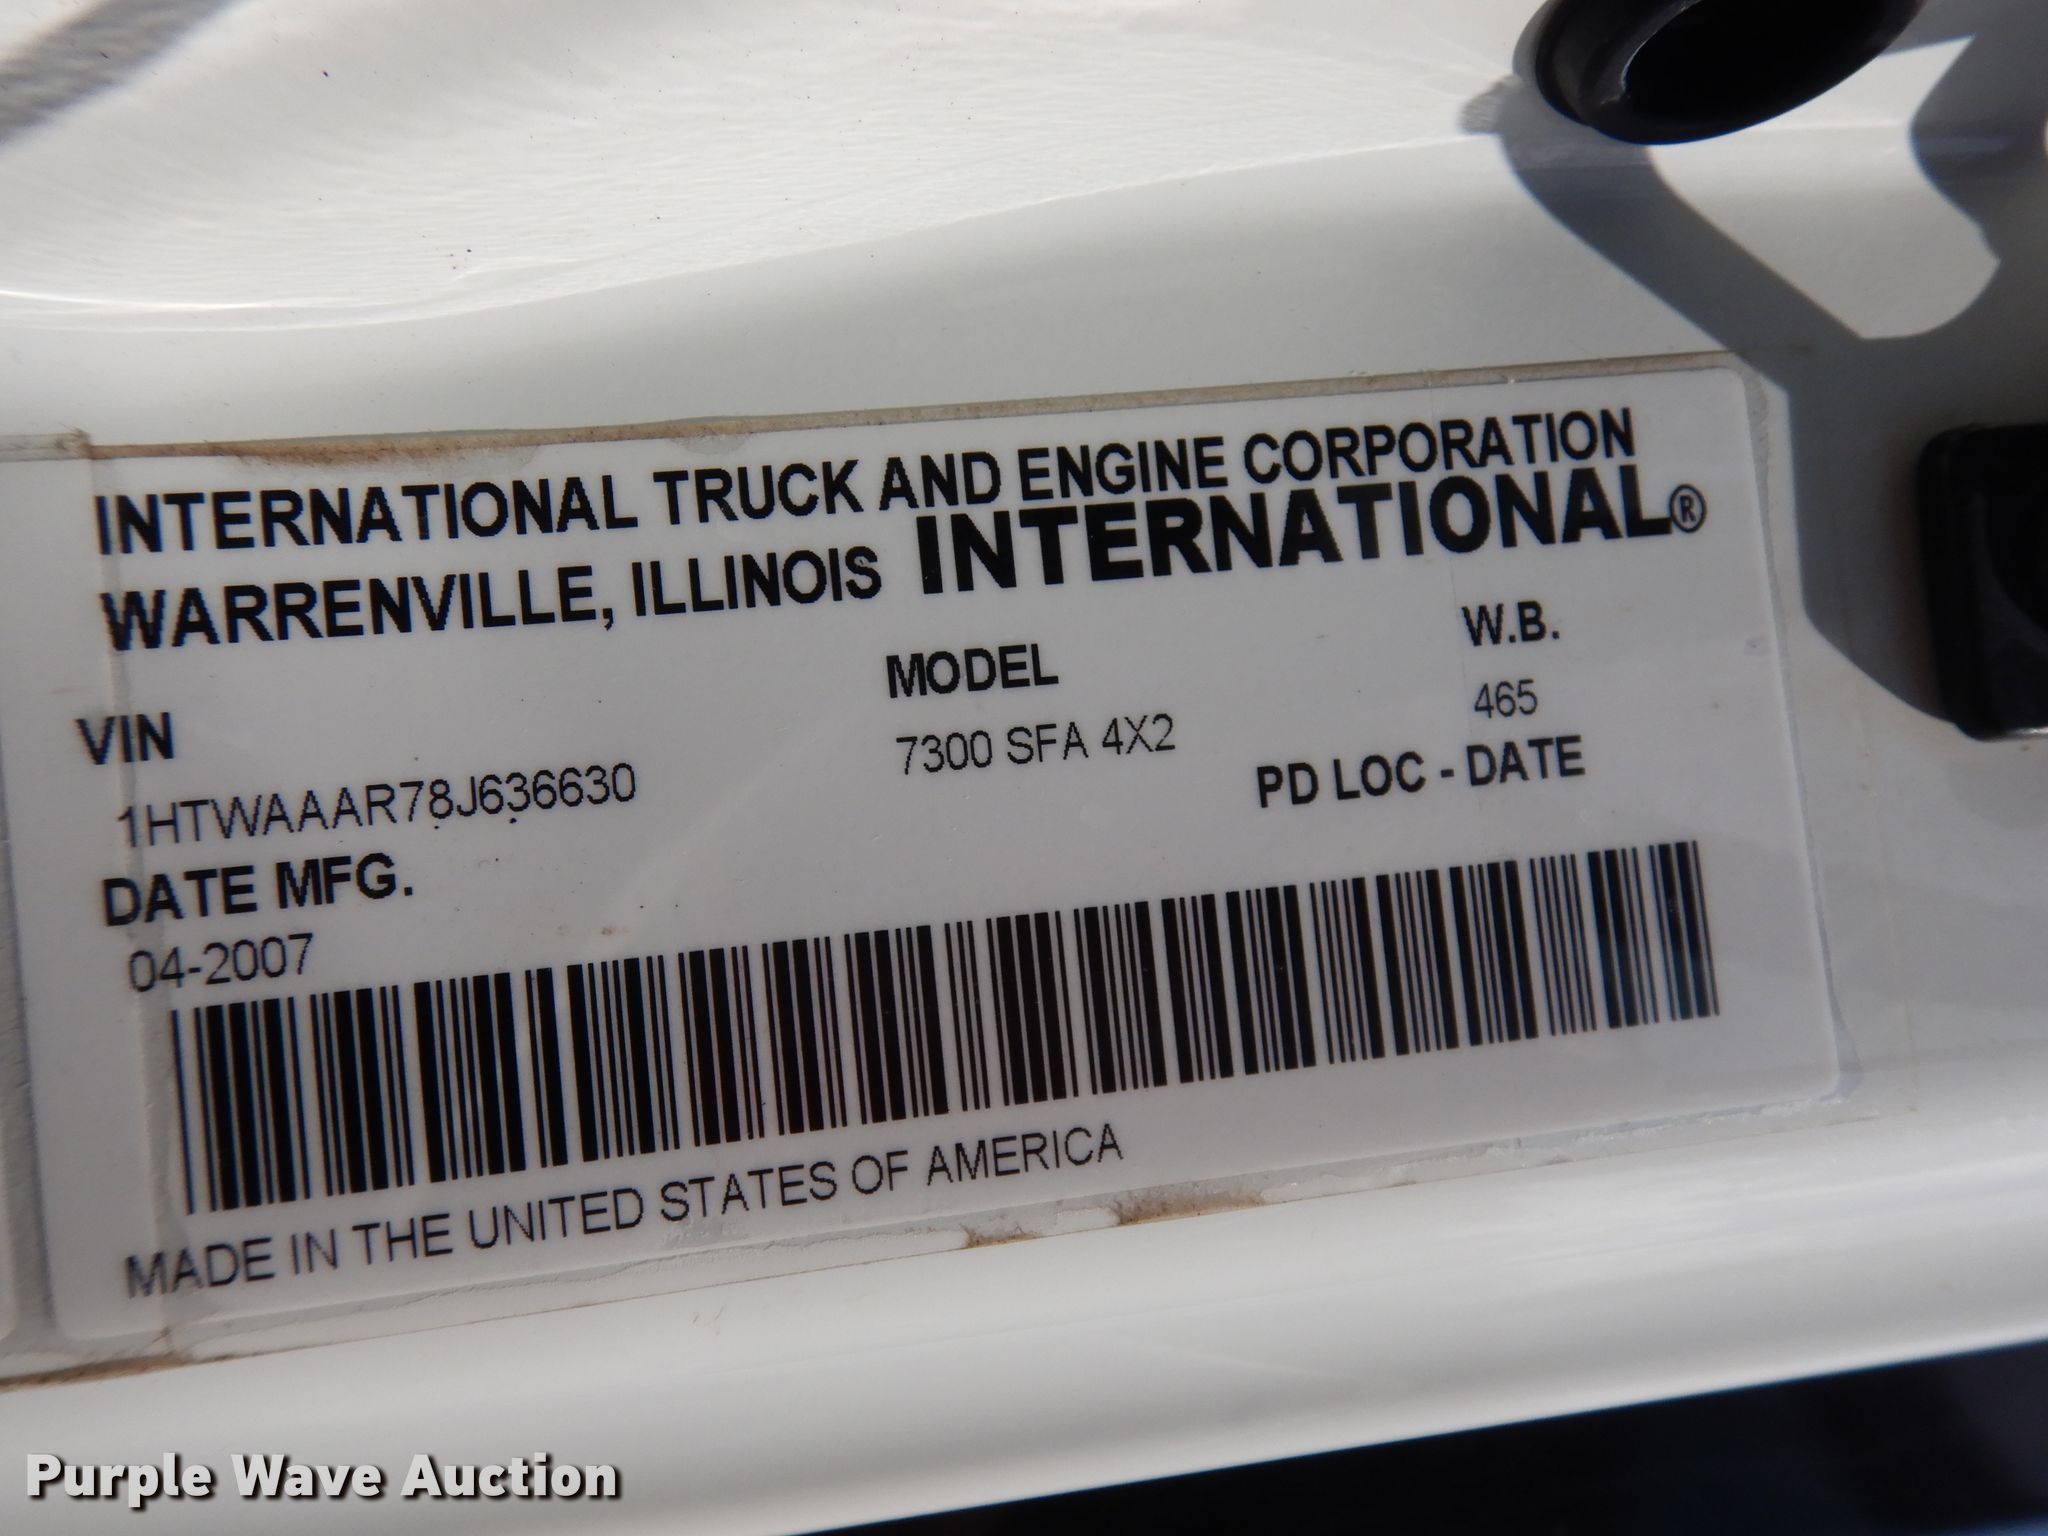 INTERNATIONAL TRUCK AND ENGINE CORPORATION
WARRENVILLE, ILLINOIS INTERNATIONAL®
VIN MODEL W.B.
1HTWAAAR78J636630 7300 SFA 4X2 465
DATE MFG. PD LOC - DATE
04-2007
MADE IN THE UNITED STATES OF AMERICA
Purple Wave Auction